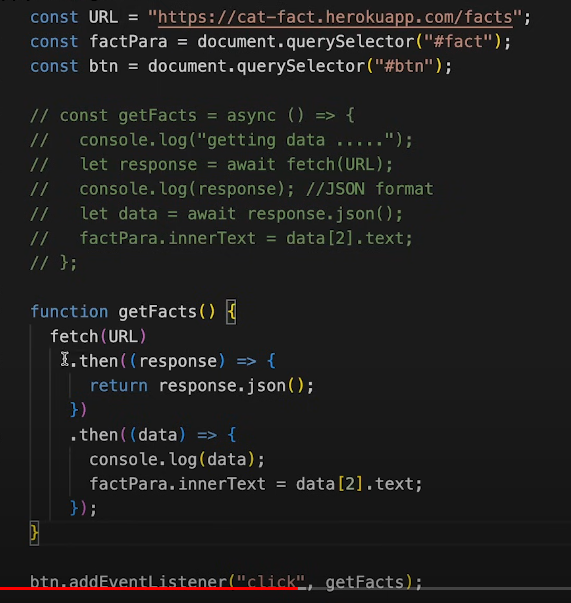 const URL = "https://cat-fact.herokuapp.com/facts";
const factPara = document.querySelector("#fact");
const btn = document.querySelector("#btn");

// const getFacts = async () => {
//   console.log("getting data .....");
//   let response = await fetch(URL);
//   console.log(response); //JSON format
//   let data = await response.json();
//   factPara.innerText = data[2].text;
// };

function getFacts() {
  fetch(URL)
    .then((response) => {
      return response.json();
    })
    .then((data) => {
      console.log(data);
      factPara.innerText = data[2].text;
    });
}

btn.addEventListener("click", getFacts);